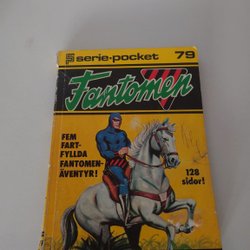 serie-pocket 79
Fantomen
FEM
FART-
FYLLDA
FANTOMEN-
ÄVENTYR!
128
sidor!